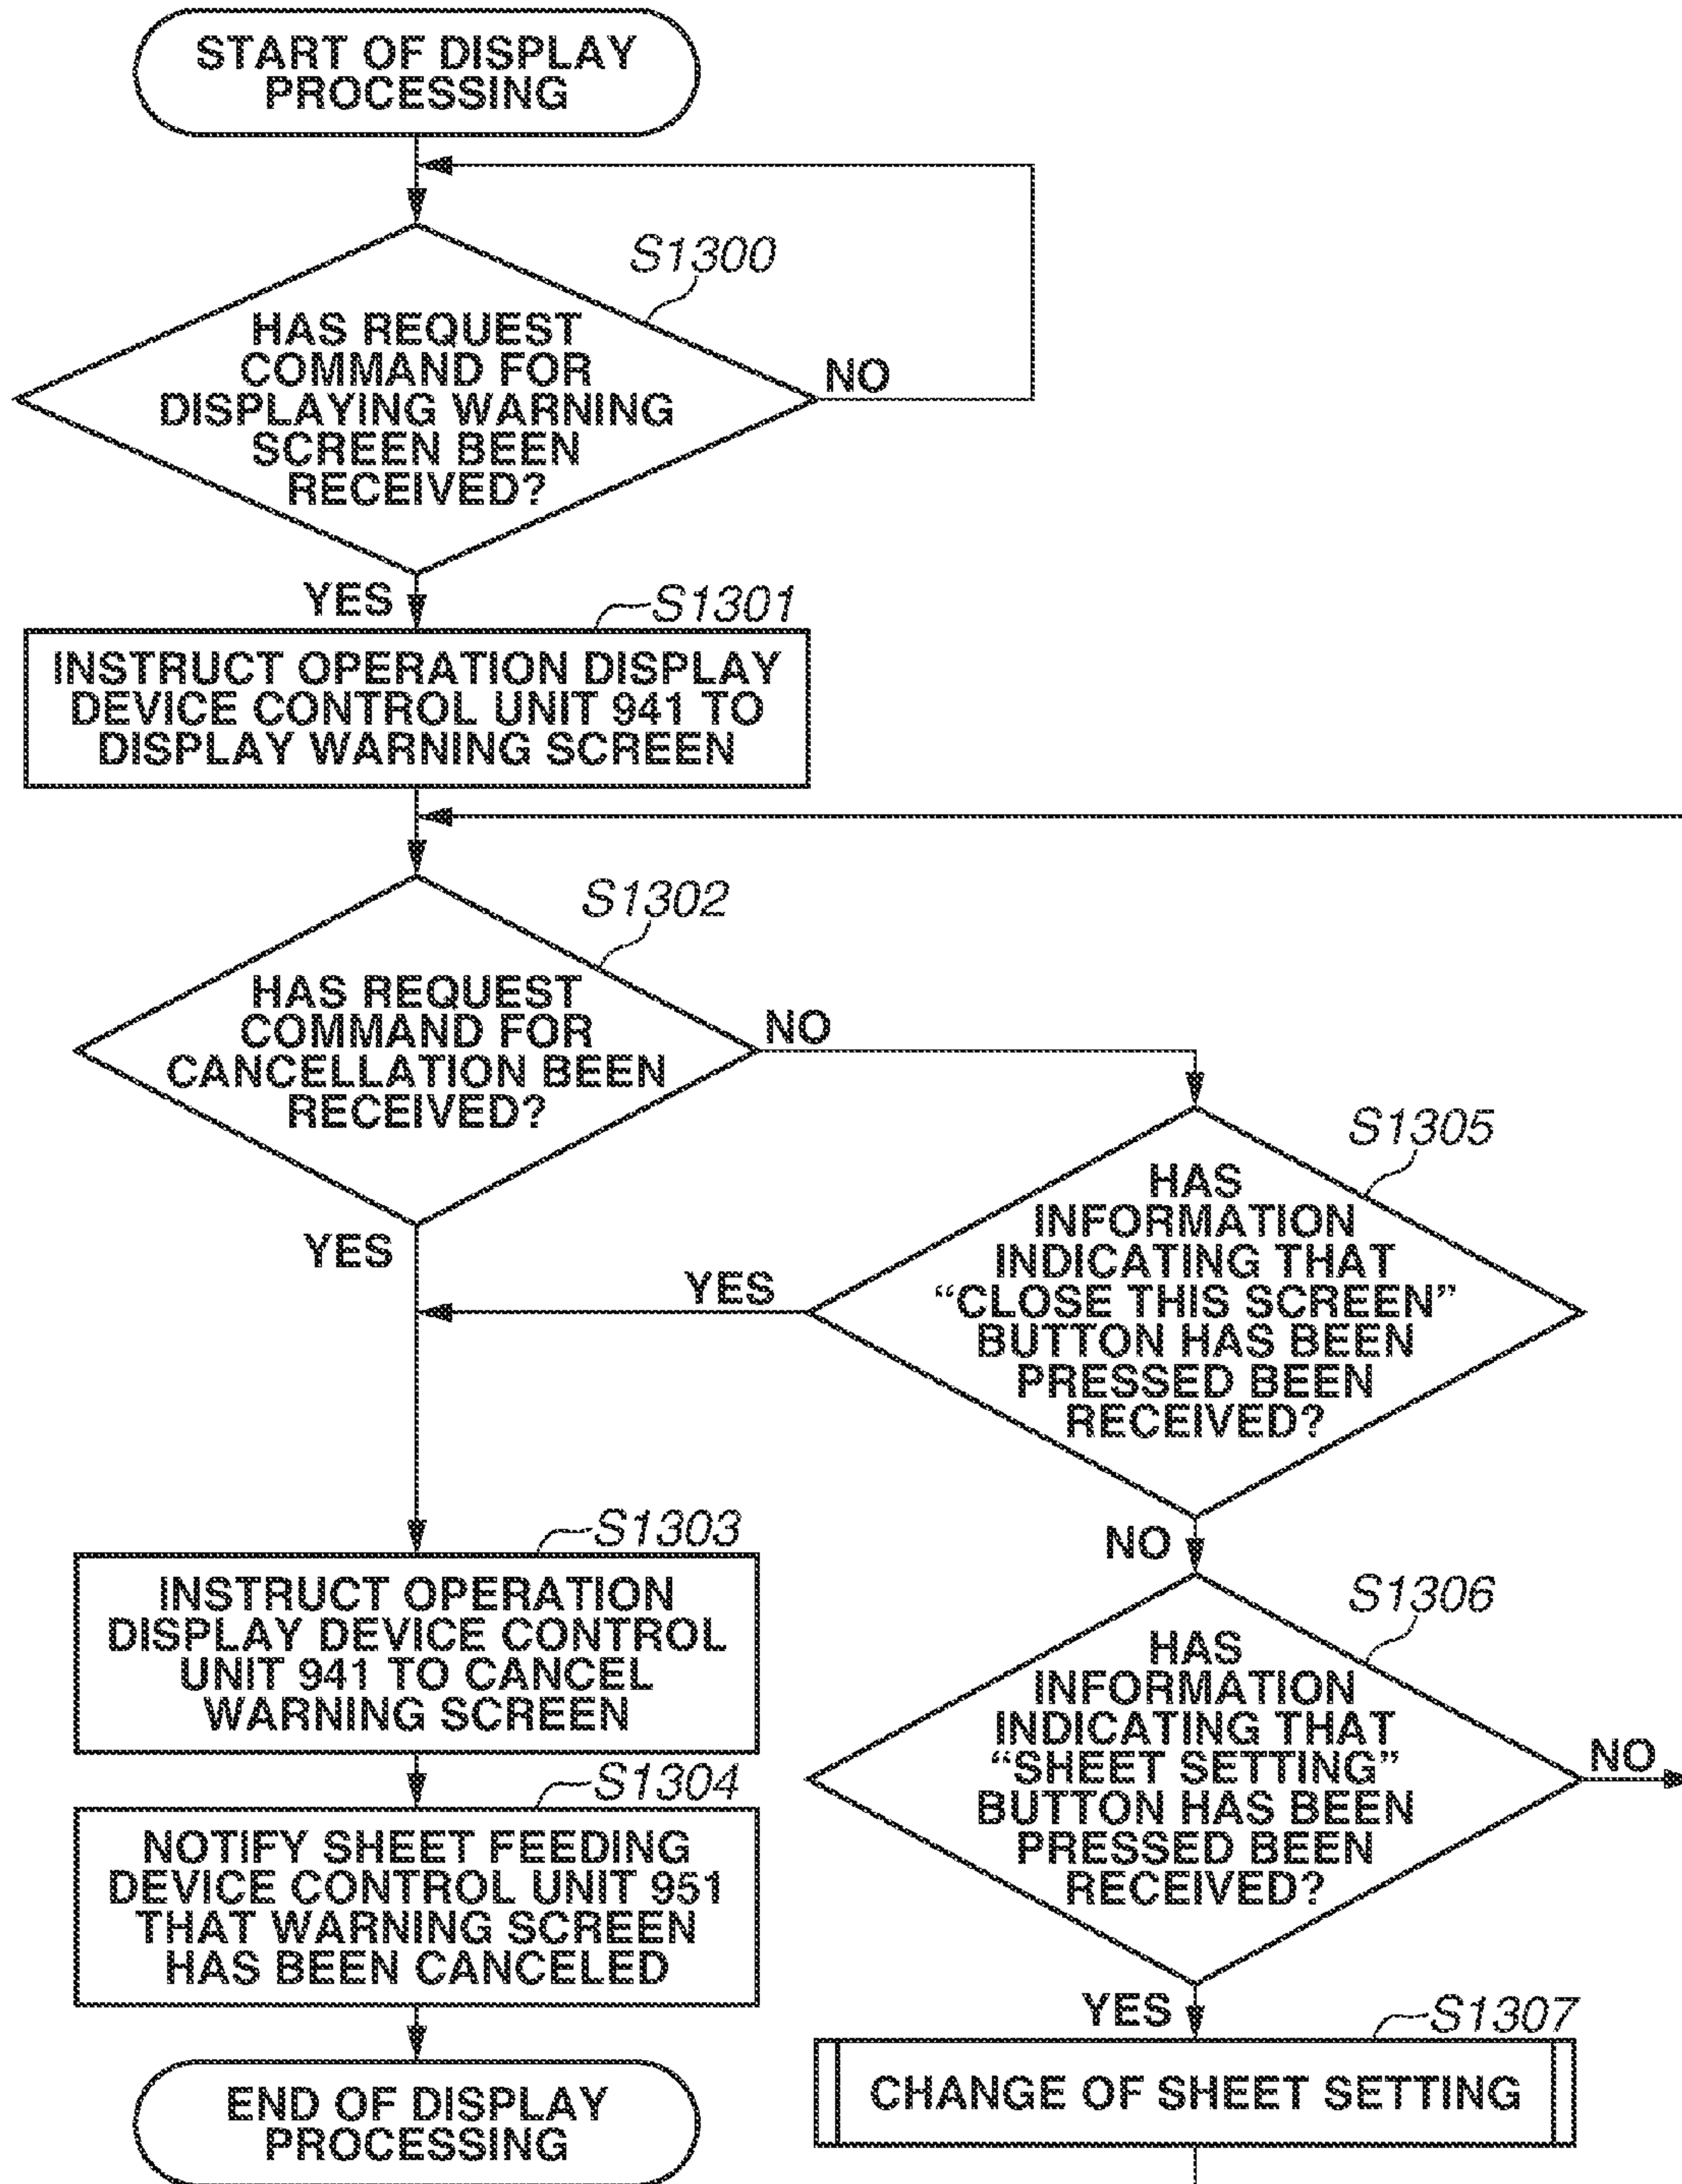 START OF DISPLAY
PROCESSING
S1300
HAS REQUEST
COMMAND FOR
DISPLAYING WARNING
SCREEN BEEN
RECEIVED?
NO
YES
S1301
INSTRUCT OPERATION DISPLAY
DEVICE CONTROL UNIT 941 TO
DISPLAY WARNING SCREEN
S1302
HAS REQUEST
COMMAND FOR
CANCELLATION BEEN
RECEIVED?
NO
YES
S1305
HAS
INFORMATION
INDICATING THAT
“CLOSE THIS SCREEN”
BUTTON HAS BEEN
PRESSED BEEN
RECEIVED?
YES
NO
S1303
INSTRUCT OPERATION
DISPLAY DEVICE CONTROL
UNIT 941 TO CANCEL
WARNING SCREEN
S1304
NOTIFY SHEET FEEDING
DEVICE CONTROL UNIT 951
THAT WARNING SCREEN
HAS BEEN CANCELED
END OF DISPLAY
PROCESSING
S1306
HAS
INFORMATION
INDICATING THAT
“SHEET SETTING”
BUTTON HAS BEEN
PRESSED BEEN
RECEIVED?
NO
YES
S1307
CHANGE OF SHEET SETTING